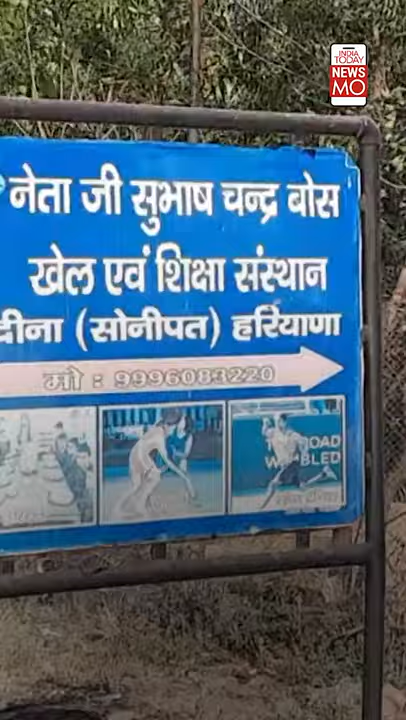 INDIA
TODAY
NEWS
MO
नेता जी सुभाष चन्द्र बोस
खेल एवं शिक्षा संस्थान
दीना (सोनीपत) हरियाणा
मो : 9996083220